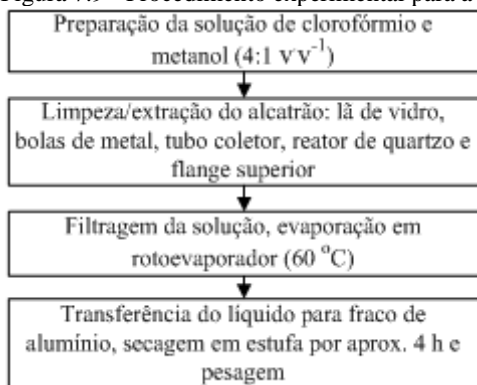 Figura 7.9 - Procedimento experimental para a
Preparação da solução de clorofórmio e
metanol (4:1 v v⁻¹)
Limpeza/extração do alcatrão: lã de vidro,
bolas de metal, tubo coletor, reator de quartzo e
flange superior
Filtragem da solução, evaporação em
rotoevaporador (60 °C)
Transferência do líquido para fraco de
alumínio, secagem em estufa por aprox. 4 h e
pesagem